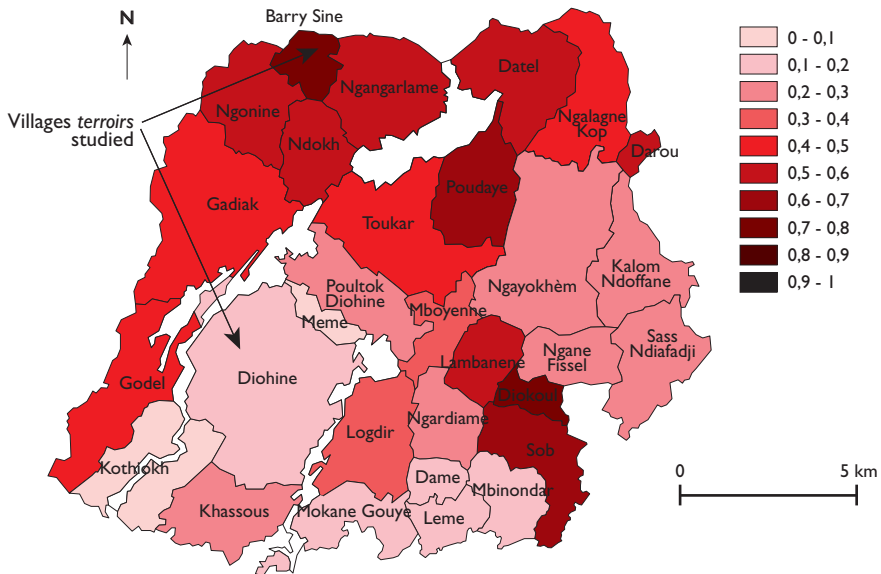 Barry Sine
N
Datel
Ngangarlame
Ngonine
Ngalagne
Kop
Villages terroirs
studied
Ndokh
Darou
Poudaye
Gadiak
Toukar
Kalom
Ndoffane
Poultok
Diohine
Ngayokhèm
Mboyenne
Meme
Sass
Ndiafadji
Lambanene
Ngane
Fissel
Godel
Diohine
Diokoul
Ngardiame
Logdir
Sob
Kothiokh
Dame
Mbinondar
Khassous
Mokane Gouye
Leme
0 - 0,1
0,1 - 0,2
0,2 - 0,3
0,3 - 0,4
0,4 - 0,5
0,5 - 0,6
0,6 - 0,7
0,7 - 0,8
0,8 - 0,9
0,9 - 1
0 5 km